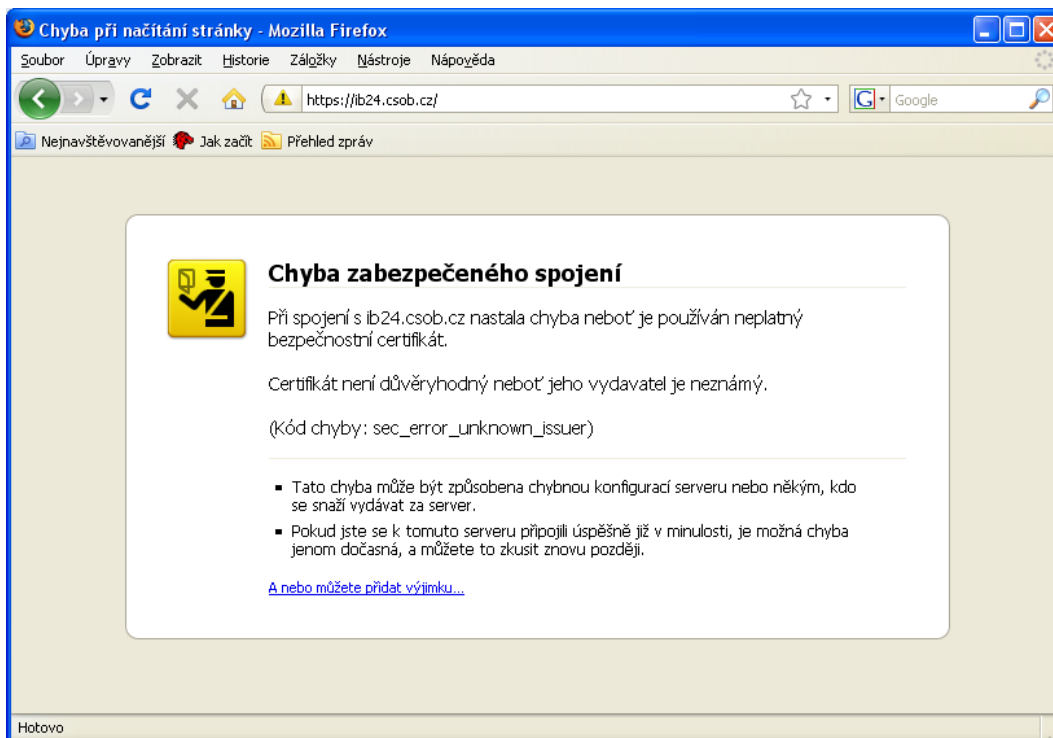 Chyba při načítání stránky - Mozilla Firefox
Soubor Úpravy Zobrazit Historie Záložky Nástroje Nápověda
https://ib24.csob.cz/
G Google
Nejnavštěvovanější Jak začít Přehled zpráv
Chyba zabezpečeného spojení
Při spojení s ib24.csob.cz nastala chyba neboť je používán neplatný
bezpečnostní certifikát.
Certifikát není důvěryhodný neboť jeho vydavatel je neznámý.
(Kód chyby: sec_error_unknown_issuer)
Tato chyba může být způsobena chybnou konfigurací serveru nebo někým, kdo
se snaží vydávat za server.
Pokud jste se k tomuto serveru připojili úspěšně již v minulosti, je možná chyba
jenom dočasná, a můžete to zkusit znovu později.
A nebo můžete přidat výjimku...
Hotovo